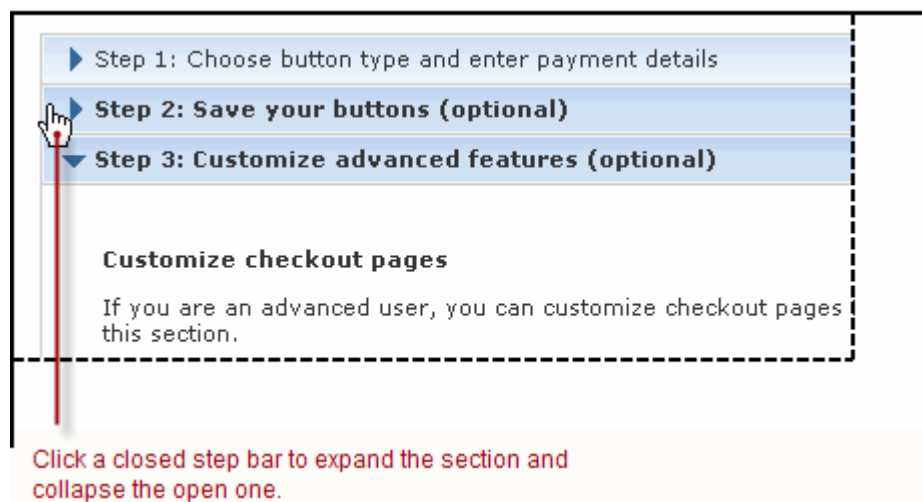 Step 1: Choose button type and enter payment details
Step 2: Save your buttons (optional)
Step 3: Customize advanced features (optional)
Customize checkout pages
If you are an advanced user, you can customize checkout pages
this section.
Click a closed step bar to expand the section and
collapse the open one.